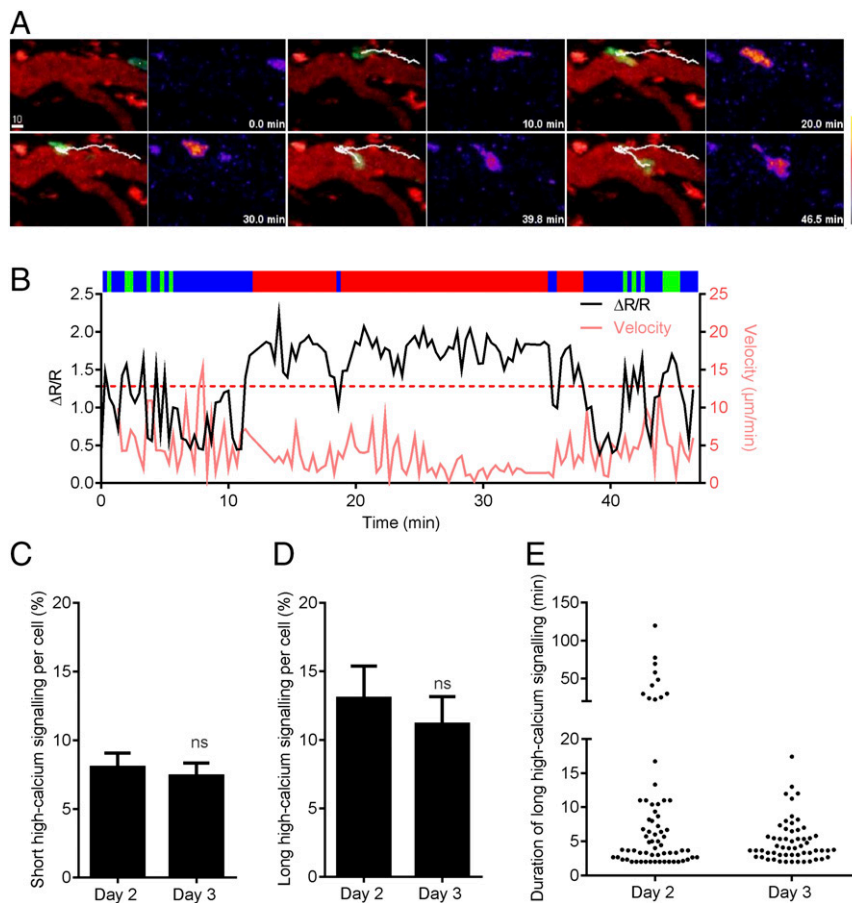 A
10
0.0 min
10.0 min
20.0 min
30.0 min
39.8 min
46.5 min
B
2.5
2.0
1.5
1.0
0.5
0.0
ΔR/R
ΔR/R
Velocity
25
20
15
10
5
0
Velocity (μm/min)
0
10
20
30
40
Time (min)
C
Short high-calcium signalling per cell (%)
20
15
10
5
0
ns
Day 2
Day 3
D
Long high-calcium signalling per cell (%)
20
15
10
5
0
ns
Day 2
Day 3
E
Duration of long high-calcium signalling (min)
150
100
50
20
15
10
5
0
Day 2
Day 3